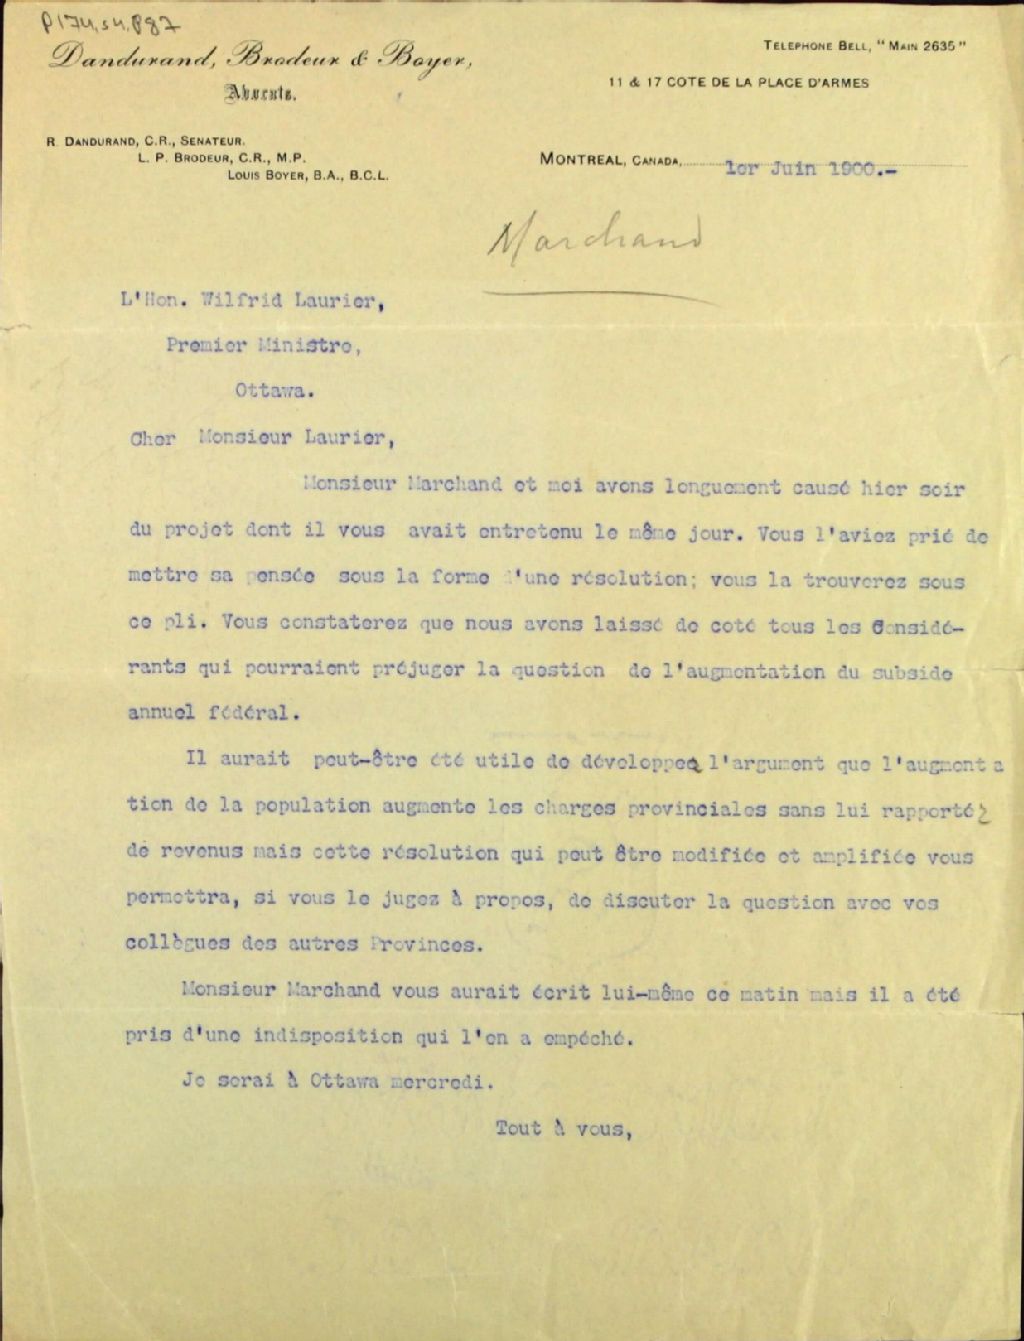 P174,S4,P87
Dandurand, Brodeur & Boyer,
Avocats.
TELEPHONE BELL, "MAIN 2635"
11 & 17 COTE DE LA PLACE D'ARMES
R. DANDURAND, C.R., SENATEUR.
L. P. BRODEUR, C.R., M.P.
LOUIS BOYER, B.A., B.C.L.
MONTREAL, CANADA, 1er Juin 1900.-
Marchand
L'Hon. Wilfrid Laurier,
Premier Ministre,
Ottawa.
Cher Monsieur Laurier,
Monsieur Marchand et moi avons longuement causé hier soir
du projet dont il vous avait entretenu le même jour. Vous l'aviez prié de
mettre sa pensée sous la forme d'une résolution; vous la trouverez sous
ce pli. Vous constaterez que nous avons laissé de coté tous les Considé-
rants qui pourraient préjuger la question de l'augmentation du subside
annuel fédéral.
Il aurait peut-être été utile de développer l'argument que l'augmenta
tion de la population augmente les charges provinciales sans lui rapporté
de revenus mais cette résolution qui peut être modifiée et amplifiée vous
permettra, si vous le jugez à propos, de discuter la question avec vos
collègues des autres Provinces.
Monsieur Marchand vous aurait écrit lui-même ce matin mais il a été
pris d'une indisposition qui l'en a empéché.
Je serai à Ottawa mercredi.
Tout à vous,